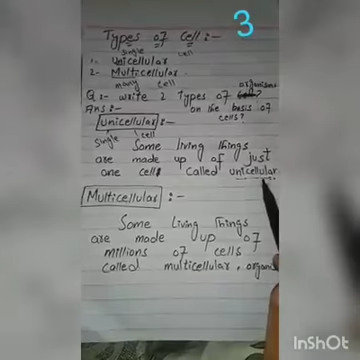 3
Types of Cell :-
single cell
1. Unicellular
2- Multicellular
many cell organisms
Q:- write 2 Types of
Ans:- on the basis of
cells?
Unicellular :-
Single cell
Some living things
are made up of just
one cell called unicellular
Multicellular :-
Some Living Things
are made up of
millions of cells
called multicellular, organis
InShOt